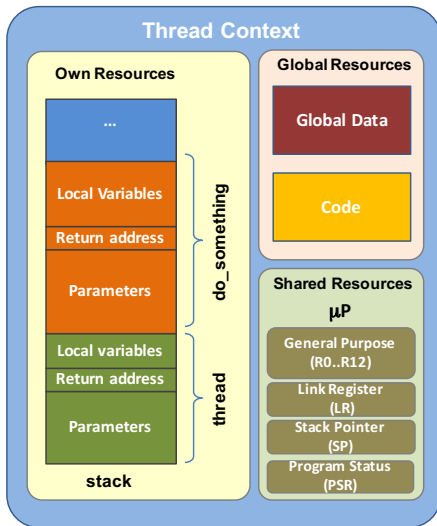 Thread Context
Own Resources
...
Local Variables
Return address
Parameters
do_something
Local variables
Return address
Parameters
thread
stack
Global Resources
Global Data
Code
Shared Resources
µP
General Purpose
(R0..R12)
Link Register
(LR)
Stack Pointer
(SP)
Program Status
(PSR)